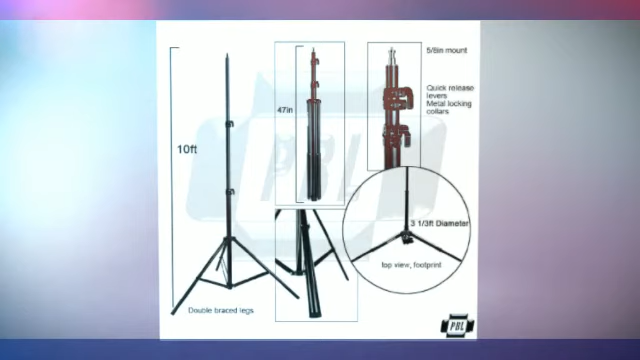 5/8in mount
Quick release
levers
Metal locking
collars
47in
10ft
PBL
3 1/3ft Diameter
top view, footprint
Double braced legs
PBL